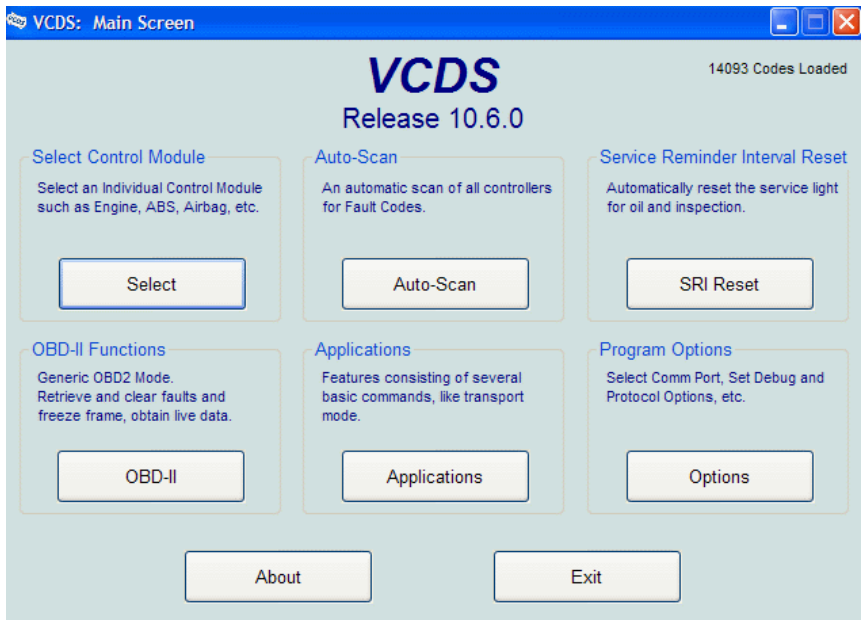 VCDS: Main Screen
VCDS
14093 Codes Loaded
Release 10.6.0
Select Control Module
Select an Individual Control Module
such as Engine, ABS, Airbag, etc.
Select
Auto-Scan
An automatic scan of all controllers
for Fault Codes.
Auto-Scan
Service Reminder Interval Reset
Automatically reset the service light
for oil and inspection.
SRI Reset
OBD-II Functions
Generic OBD2 Mode.
Retrieve and clear faults and
freeze frame, obtain live data.
OBD-II
Applications
Features consisting of several
basic commands, like transport
mode.
Applications
Program Options
Select Comm Port, Set Debug and
Protocol Options, etc.
Options
About
Exit